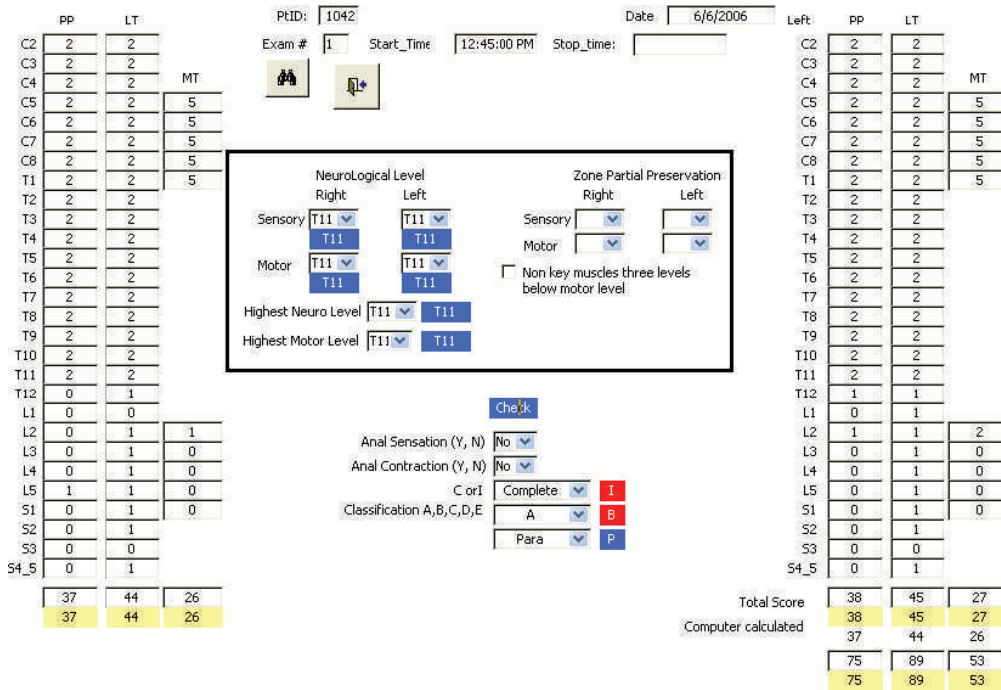 PP LT PtID: 1042 Date 6/6/2006 Left PP LT
C2 2 2 Exam # 1 Start_Time 12:45:00 PM Stop_time: C2 2 2
C3 2 2 C3 2 2
C4 2 2 MT C4 2 2 MT
C5 2 2 5 C5 2 2 5
C6 2 2 5 C6 2 2 5
C7 2 2 5 C7 2 2 5
C8 2 2 5 C8 2 2 5
T1 2 2 5 NeuroLogical Level Zone Partial Preservation T1 2 2 5
T2 2 2 Right Left Right Left T2 2 2
T3 2 2 Sensory T11 T11 Sensory T3 2 2
T4 2 2 T11 T11 Motor T4 2 2
T5 2 2 Motor T11 T11 Non key muscles three levels T5 2 2
T6 2 2 T11 T11 below motor level T6 2 2
T7 2 2 T7 2 2
T8 2 2 Highest Neuro Level T11 T11 T8 2 2
T9 2 2 Highest Motor Level T11 T11 T9 2 2
T10 2 2 T10 2 2
T11 2 2 T11 2 2
T12 0 1 T12 1 1
L1 0 0 Check L1 0 1
L2 0 1 1 Anal Sensation (Y, N) No L2 1 1 2
L3 0 1 0 L3 0 1 0
L4 0 1 0 Anal Contraction (Y, N) No L4 0 1 0
L5 1 1 0 C orI Complete I L5 0 1 0
S1 0 1 0 Classification A,B,C,D,E A B S1 0 1 0
S2 0 1 Para P S2 0 1
S3 0 0 S3 0 0
S4_5 0 1 S4_5 0 1
37 44 26 Total Score 38 45 27
37 44 26 38 45 27
Computer calculated 37 44 26
75 89 53
75 89 53